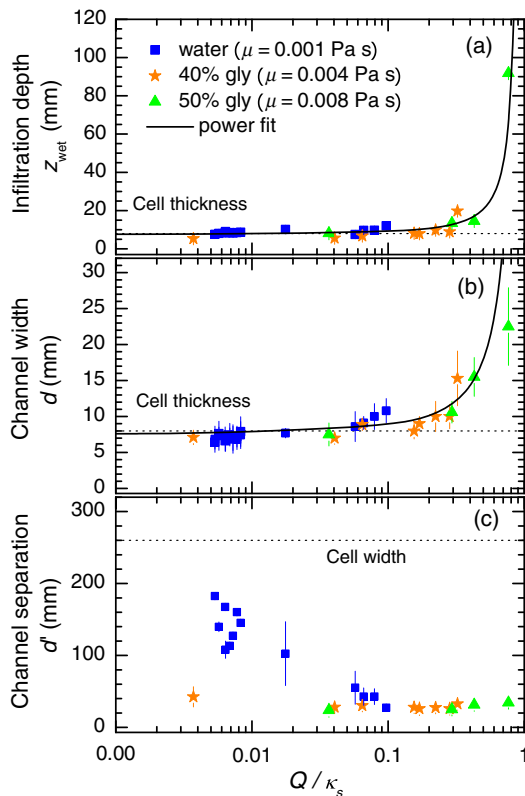 120
100
80
60
40
20
0
Infiltration depth
z_wet (mm)
(a)
water (μ = 0.001 Pa s)
40% gly (μ = 0.004 Pa s)
50% gly (μ = 0.008 Pa s)
power fit
Cell thickness
30
25
20
15
10
5
0
Channel width
d (mm)
(b)
Cell thickness
300
200
100
0
Channel separation
d' (mm)
(c)
Cell width
0.00 0.01 0.1 1
Q / κ_s